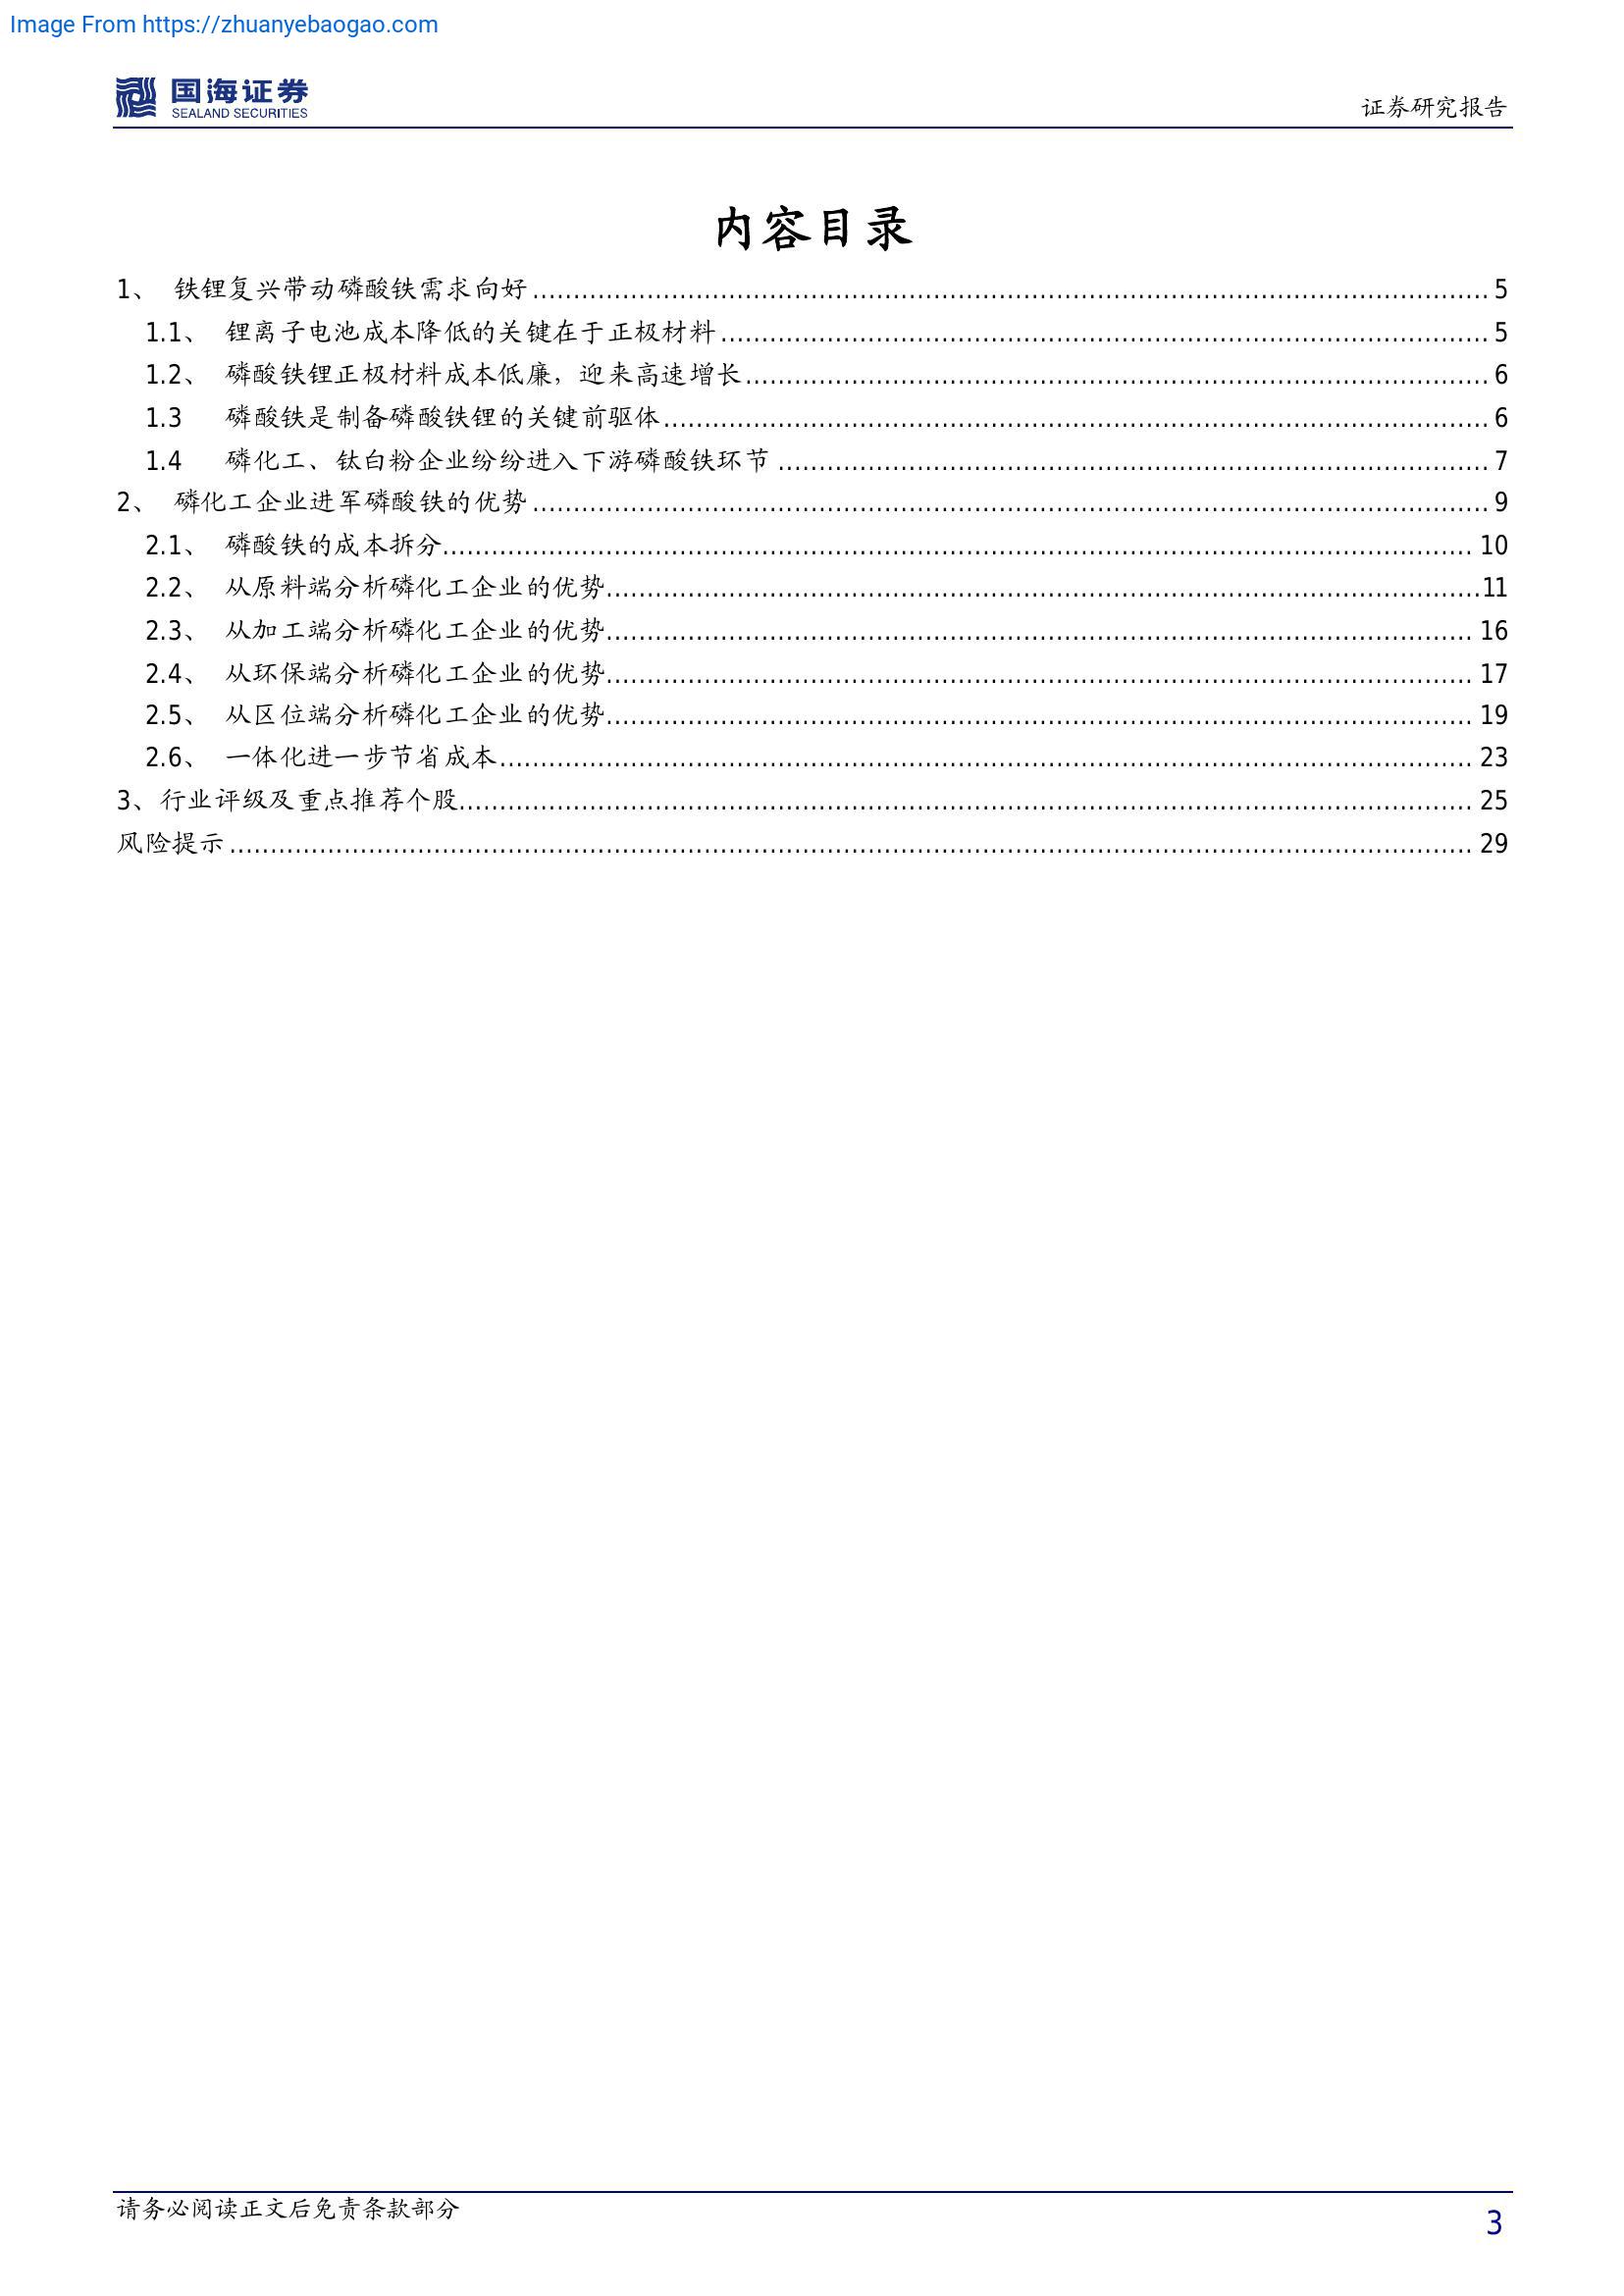 Image From https://zhuanyebaogao.com
国海证券
SEALAND SECURITIES
证券研究报告
内容目录
1、 铁锂复兴带动磷酸铁需求向好 5
1.1、 锂离子电池成本降低的关键在于正极材料 5
1.2、 磷酸铁锂正极材料成本低廉，迎来高速增长 6
1.3 磷酸铁是制备磷酸铁锂的关键前驱体 6
1.4 磷化工、钛白粉企业纷纷进入下游磷酸铁环节 7
2、 磷化工企业进军磷酸铁的优势 9
2.1、 磷酸铁的成本拆分 10
2.2、 从原料端分析磷化工企业的优势 11
2.3、 从加工端分析磷化工企业的优势 16
2.4、 从环保端分析磷化工企业的优势 17
2.5、 从区位端分析磷化工企业的优势 19
2.6、 一体化进一步节省成本 23
3、行业评级及重点推荐个股 25
风险提示 29
请务必阅读正文后免责条款部分
3